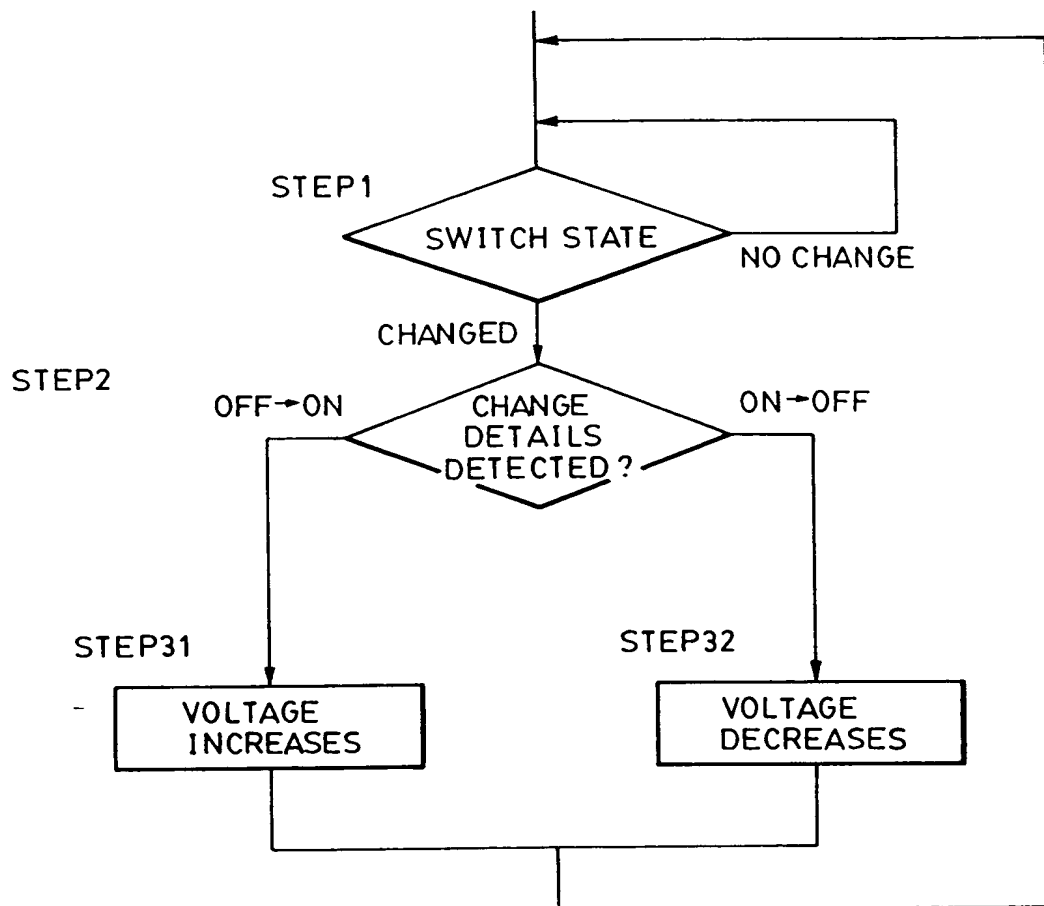 STEP1
SWITCH STATE
NO CHANGE
CHANGED
STEP2
OFF→ON
CHANGE
DETAILS
DETECTED?
ON→OFF
STEP31
VOLTAGE
INCREASES
STEP32
VOLTAGE
DECREASES